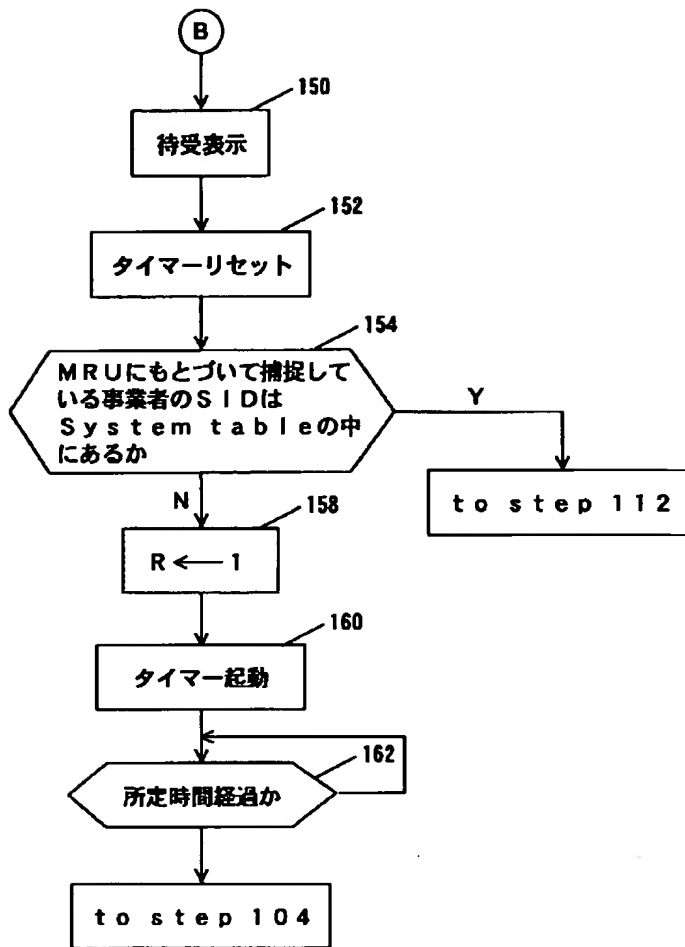 B
150
待受表示
152
タイマーリセット
154
MRUにもとづいて捕捉して
いる事業者のSIDは
System tableの中
にあるか
Y
to step 112
N
158
R ← 1
160
タイマー起動
162
所定時間経過か
to step 104